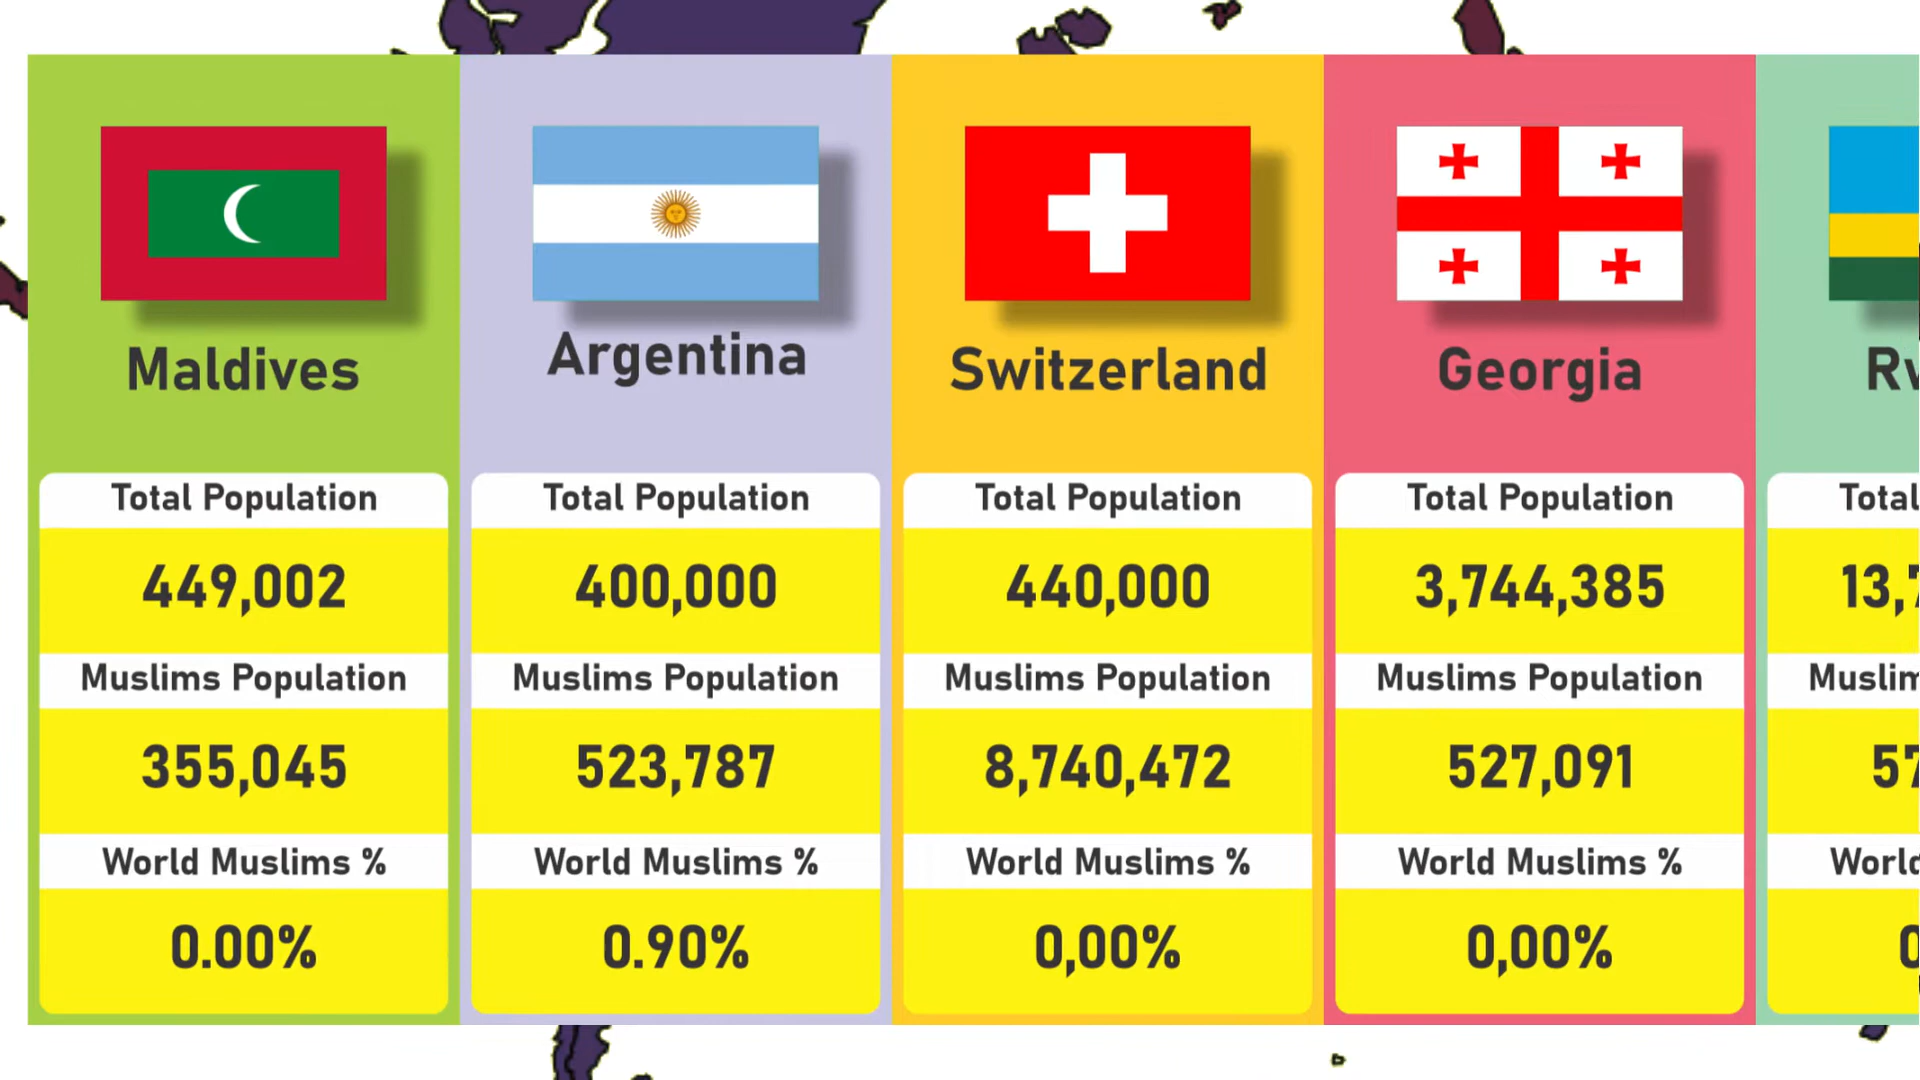 Maldives
Total Population
449,002
Muslims Population
355,045
World Muslims %
0.00%
Argentina
Total Population
400,000
Muslims Population
523,787
World Muslims %
0.90%
Switzerland
Total Population
440,000
Muslims Population
8,740,472
World Muslims %
0,00%
Georgia
Total Population
3,744,385
Muslims Population
527,091
World Muslims %
0,00%
Total